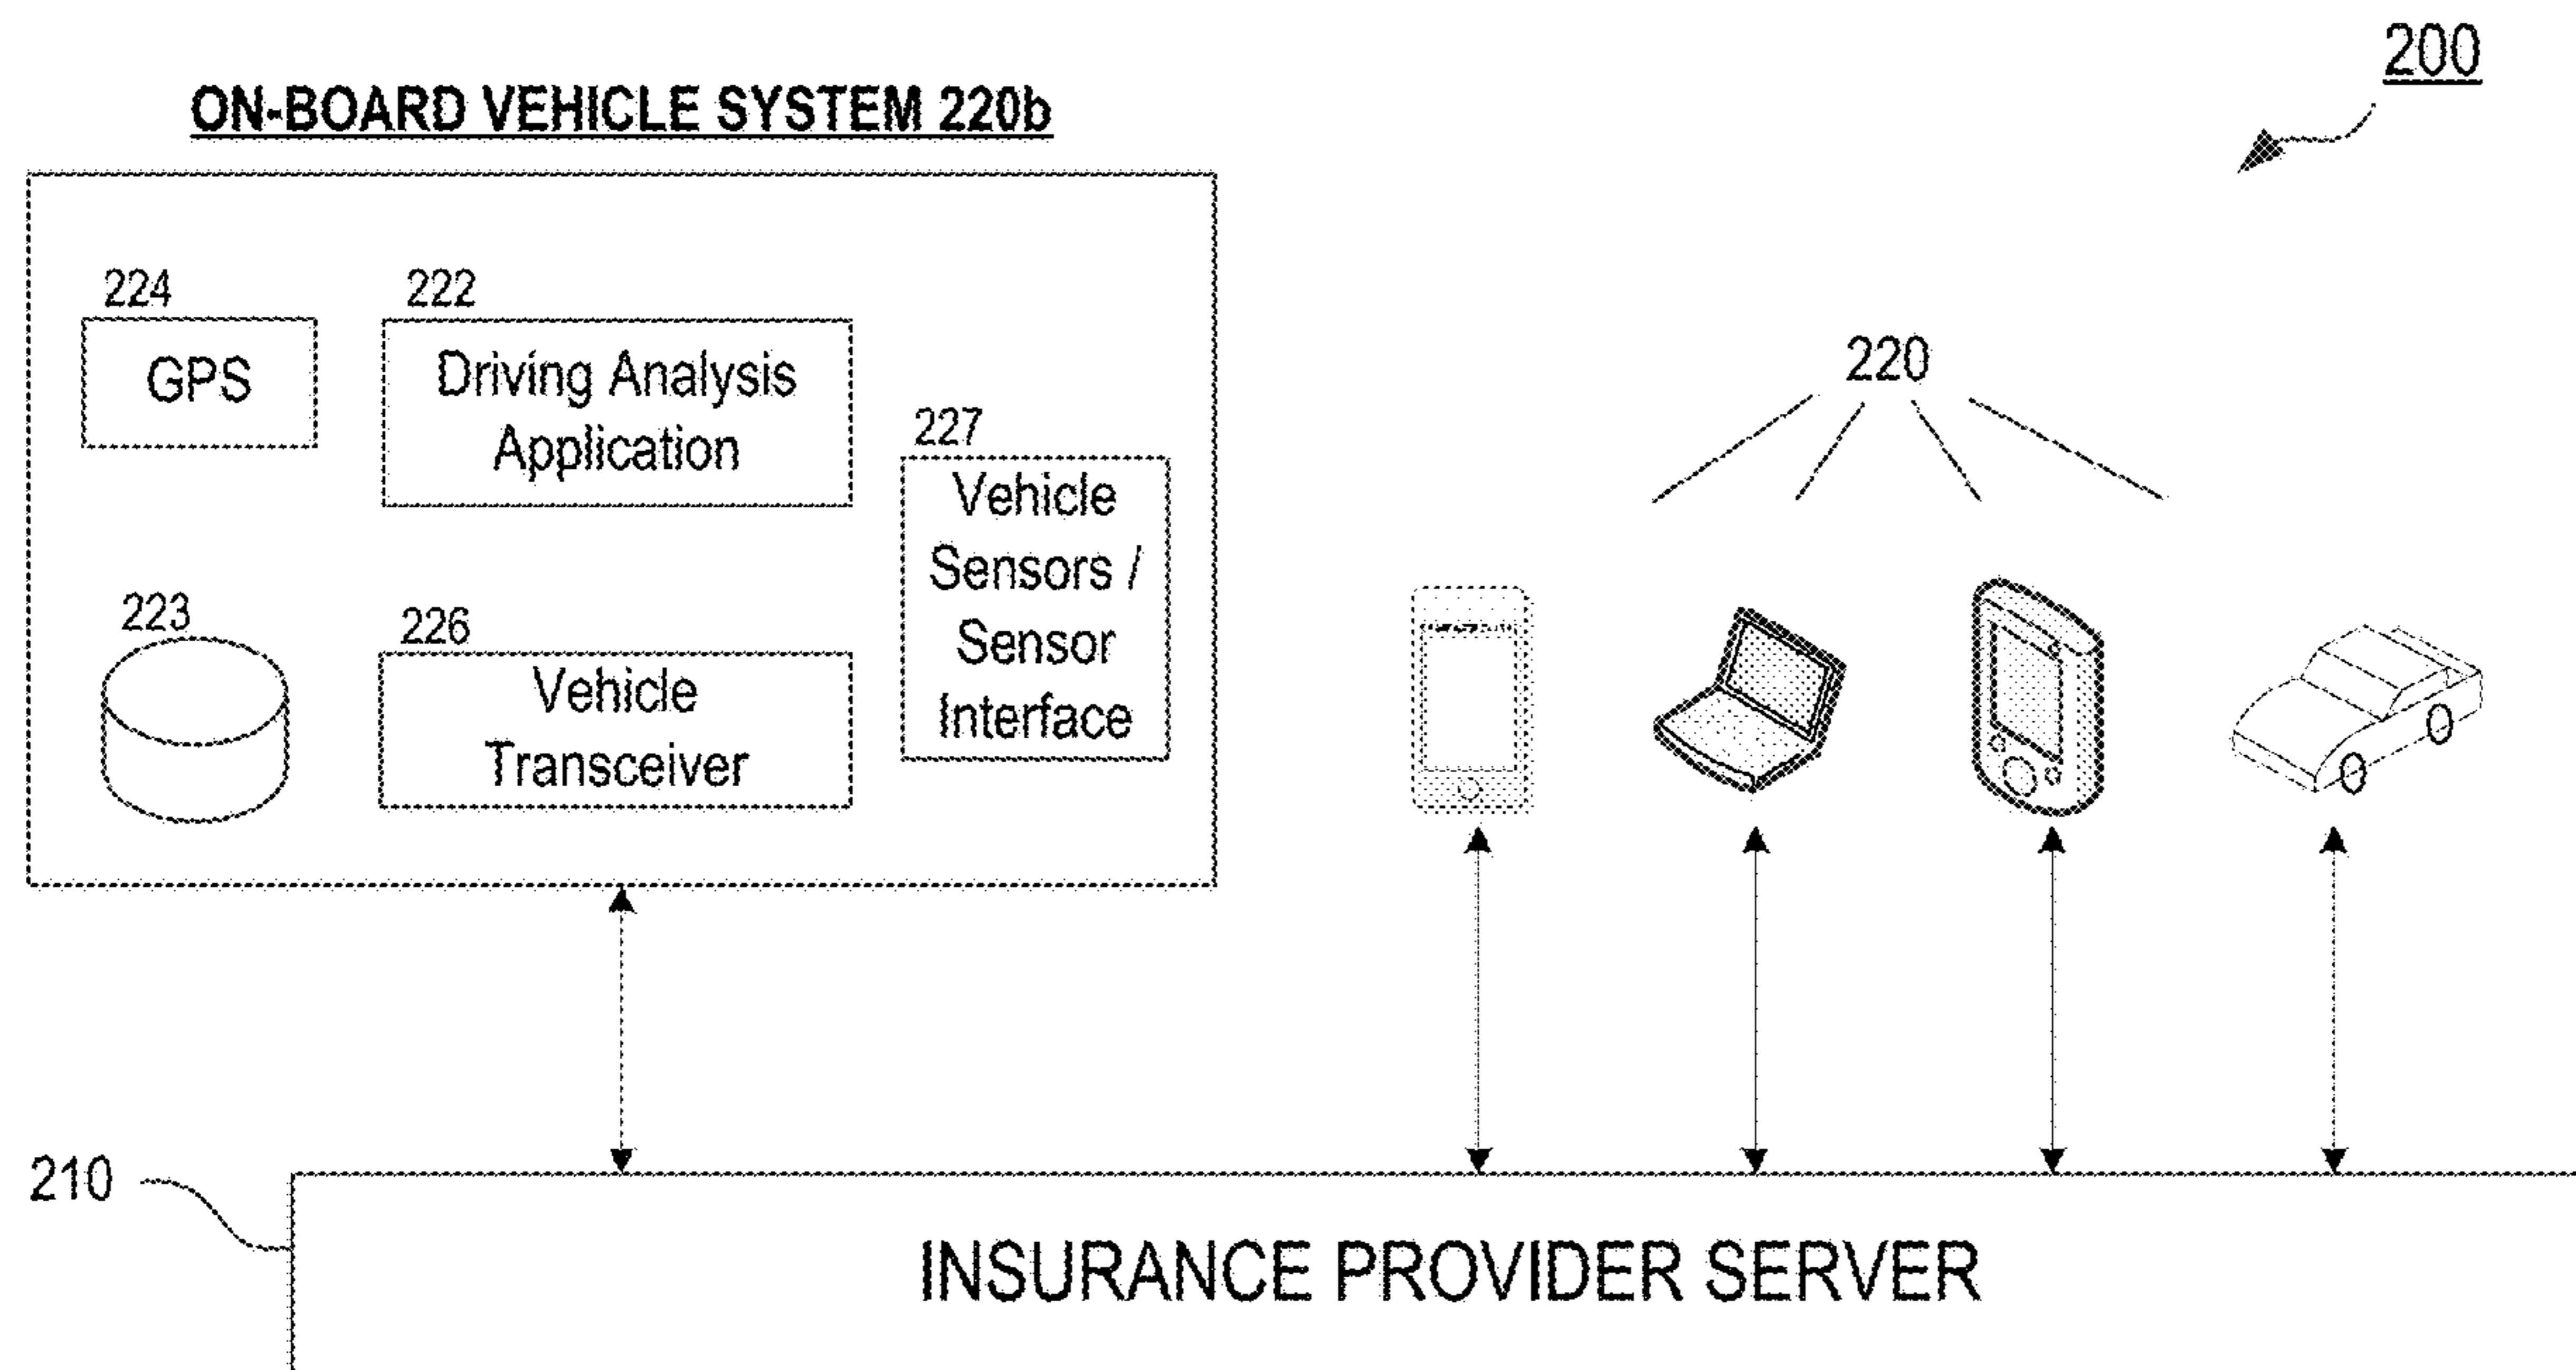 200
ON-BOARD VEHICLE SYSTEM 220b
224
GPS
222
Driving Analysis
Application
227
Vehicle
Sensors /
Sensor
Interface
223
226
Vehicle
Transceiver
220
210
INSURANCE PROVIDER SERVER